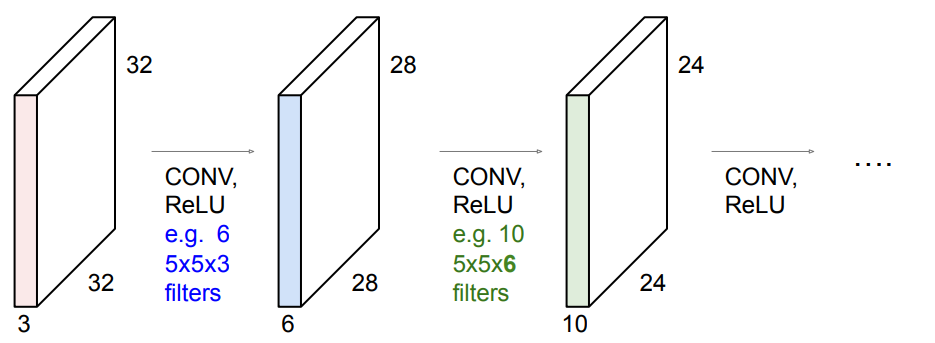 32
32
3
CONV,
ReLU
e.g. 6
5x5x3
filters
28
28
6
CONV,
ReLU
e.g. 10
5x5x6
filters
24
24
10
CONV,
ReLU
....